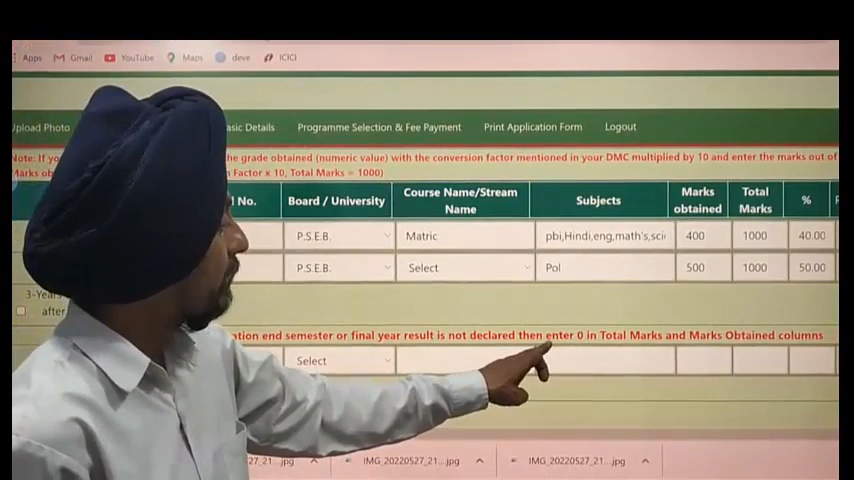 Apps Gmail YouTube Maps deve ICICI
Upload Photo asic Details Programme Selection & Fee Payment Print Application Form Logout
Note: If yo he grade obtained (numeric value) with the conversion factor mentioned in your DMC multiplied by 10 and enter the marks out of
Marks ob n Factor x 10, Total Marks = 1000)
l No. Board / University Course Name/Stream Name Subjects Marks obtained Total Marks %
P.S.E.B. Matric pbi,Hindi,eng,math's,sci 400 1000 40.00
P.S.E.B. Select Pol 500 1000 50.00
3-Years
after
ation end semester or final year result is not declared then enter 0 in Total Marks and Marks Obtained columns
Select
27_21...jpg IMG_20220527_21....jpg IMG_20220527_21....jpg